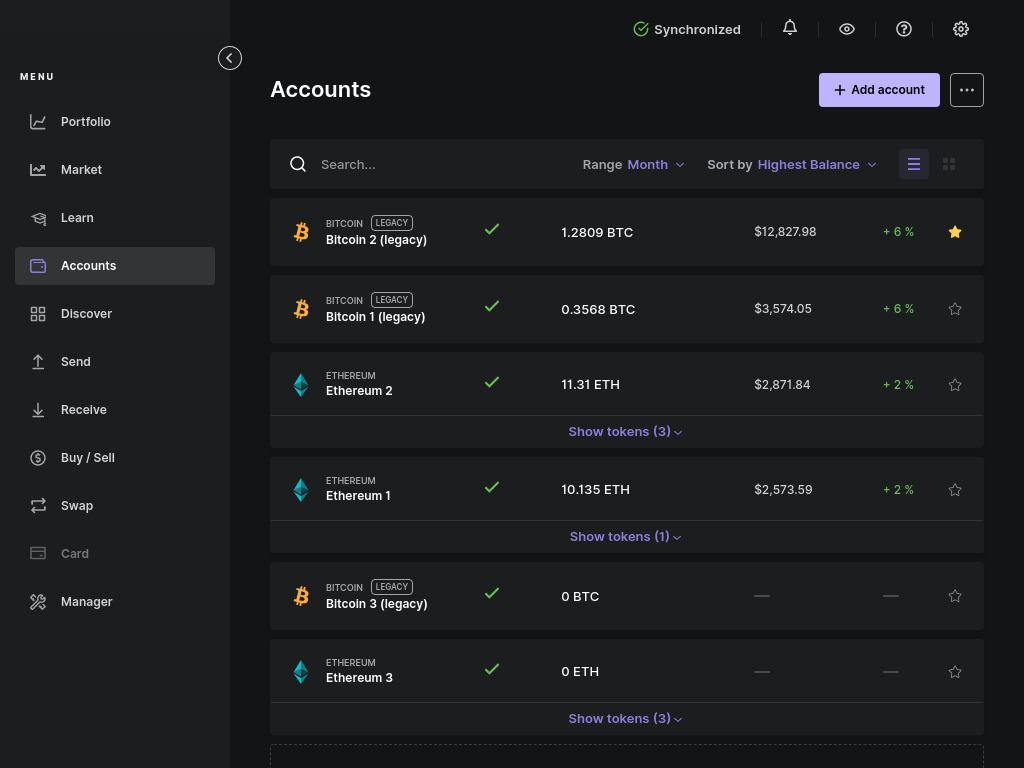 Synchronized
MENU
Portfolio
Market
Learn
Accounts
Discover
Send
Receive
Buy / Sell
Swap
Card
Manager
Accounts
+ Add account
Search...
Range Month
Sort by Highest Balance
BITCOIN LEGACY
Bitcoin 2 (legacy)
1.2809 BTC
$12,827.98
+ 6 %
BITCOIN LEGACY
Bitcoin 1 (legacy)
0.3568 BTC
$3,574.05
+ 6 %
ETHEREUM
Ethereum 2
11.31 ETH
$2,871.84
+ 2 %
Show tokens (3)
ETHEREUM
Ethereum 1
10.135 ETH
$2,573.59
+ 2 %
Show tokens (1)
BITCOIN LEGACY
Bitcoin 3 (legacy)
0 BTC
—
—
ETHEREUM
Ethereum 3
0 ETH
—
—
Show tokens (3)